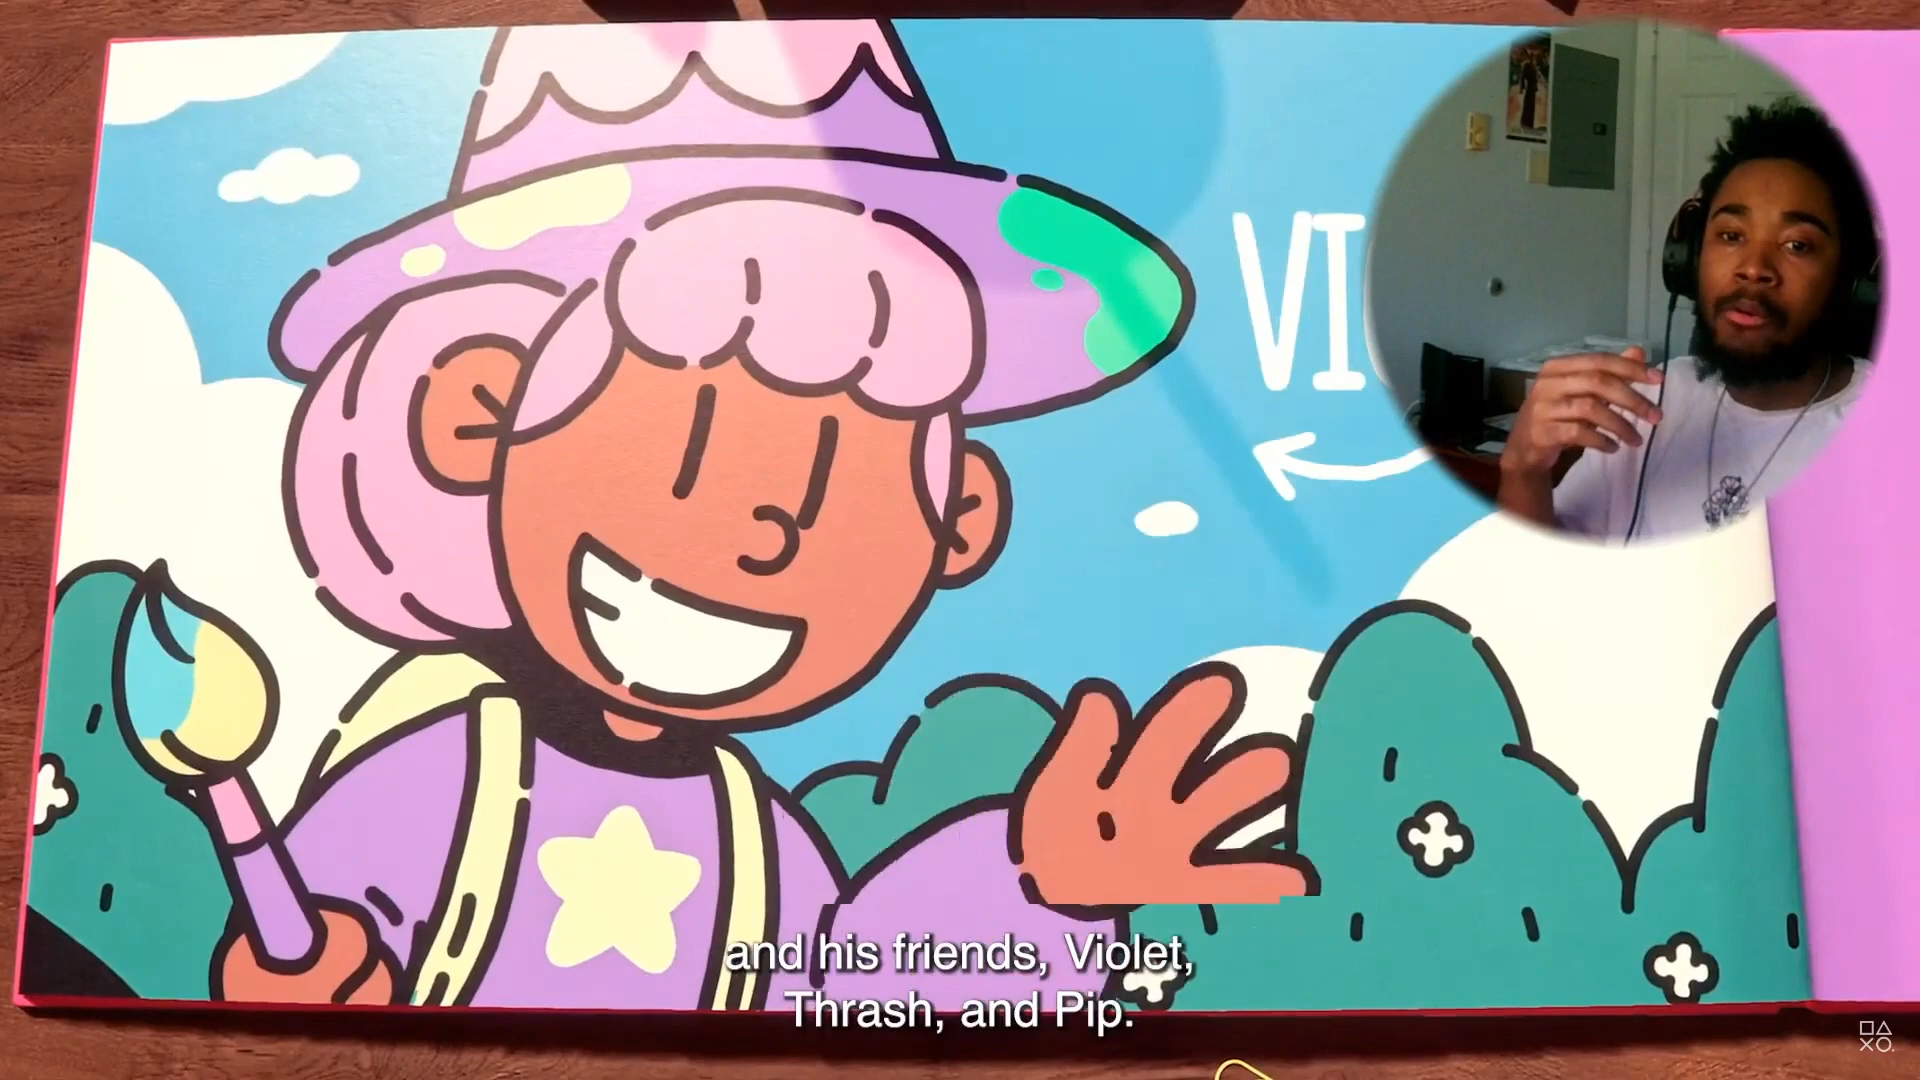 VI
and his friends, Violet,
Thrash, and Pip.